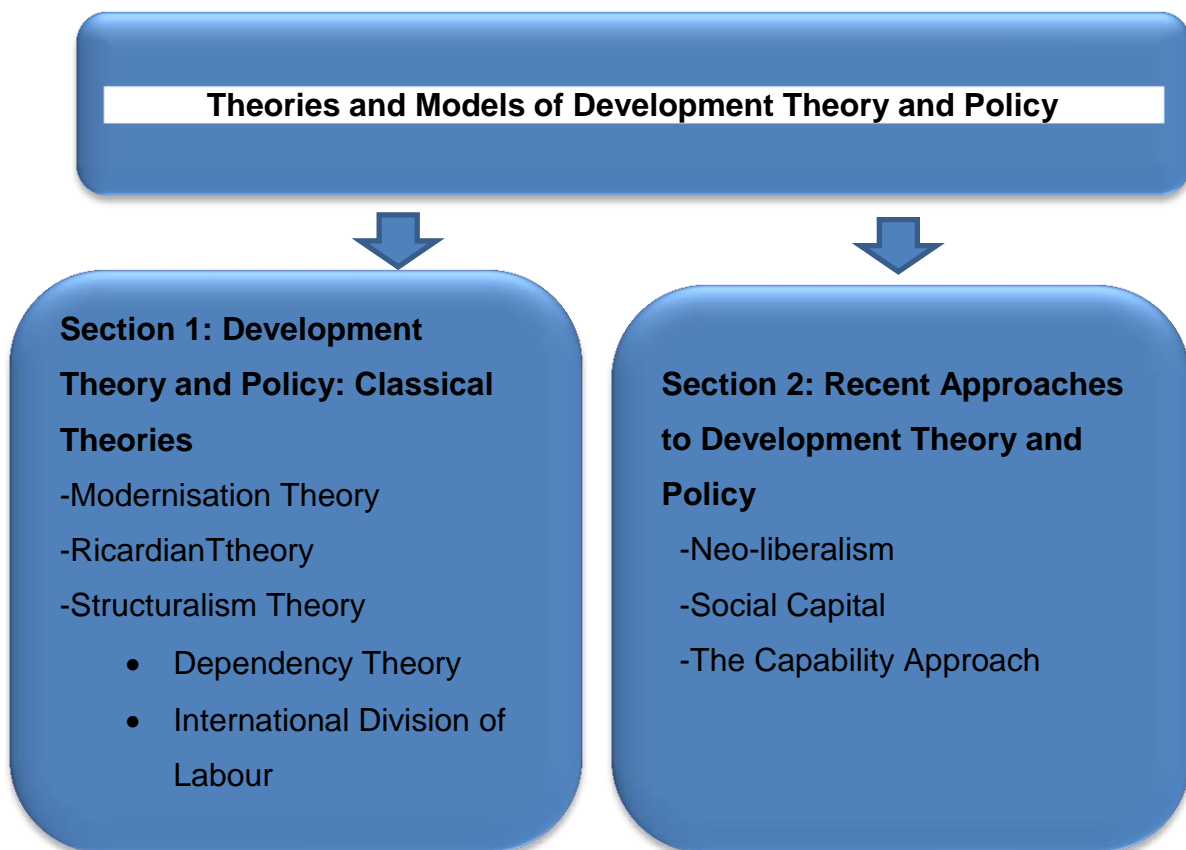 Theories and Models of Development Theory and Policy
Section 1: Development
Theory and Policy: Classical
Theories
-Modernisation Theory
-RicardianTtheory
-Structuralism Theory
• Dependency Theory
• International Division of
Labour
Section 2: Recent Approaches
to Development Theory and
Policy
-Neo-liberalism
-Social Capital
-The Capability Approach